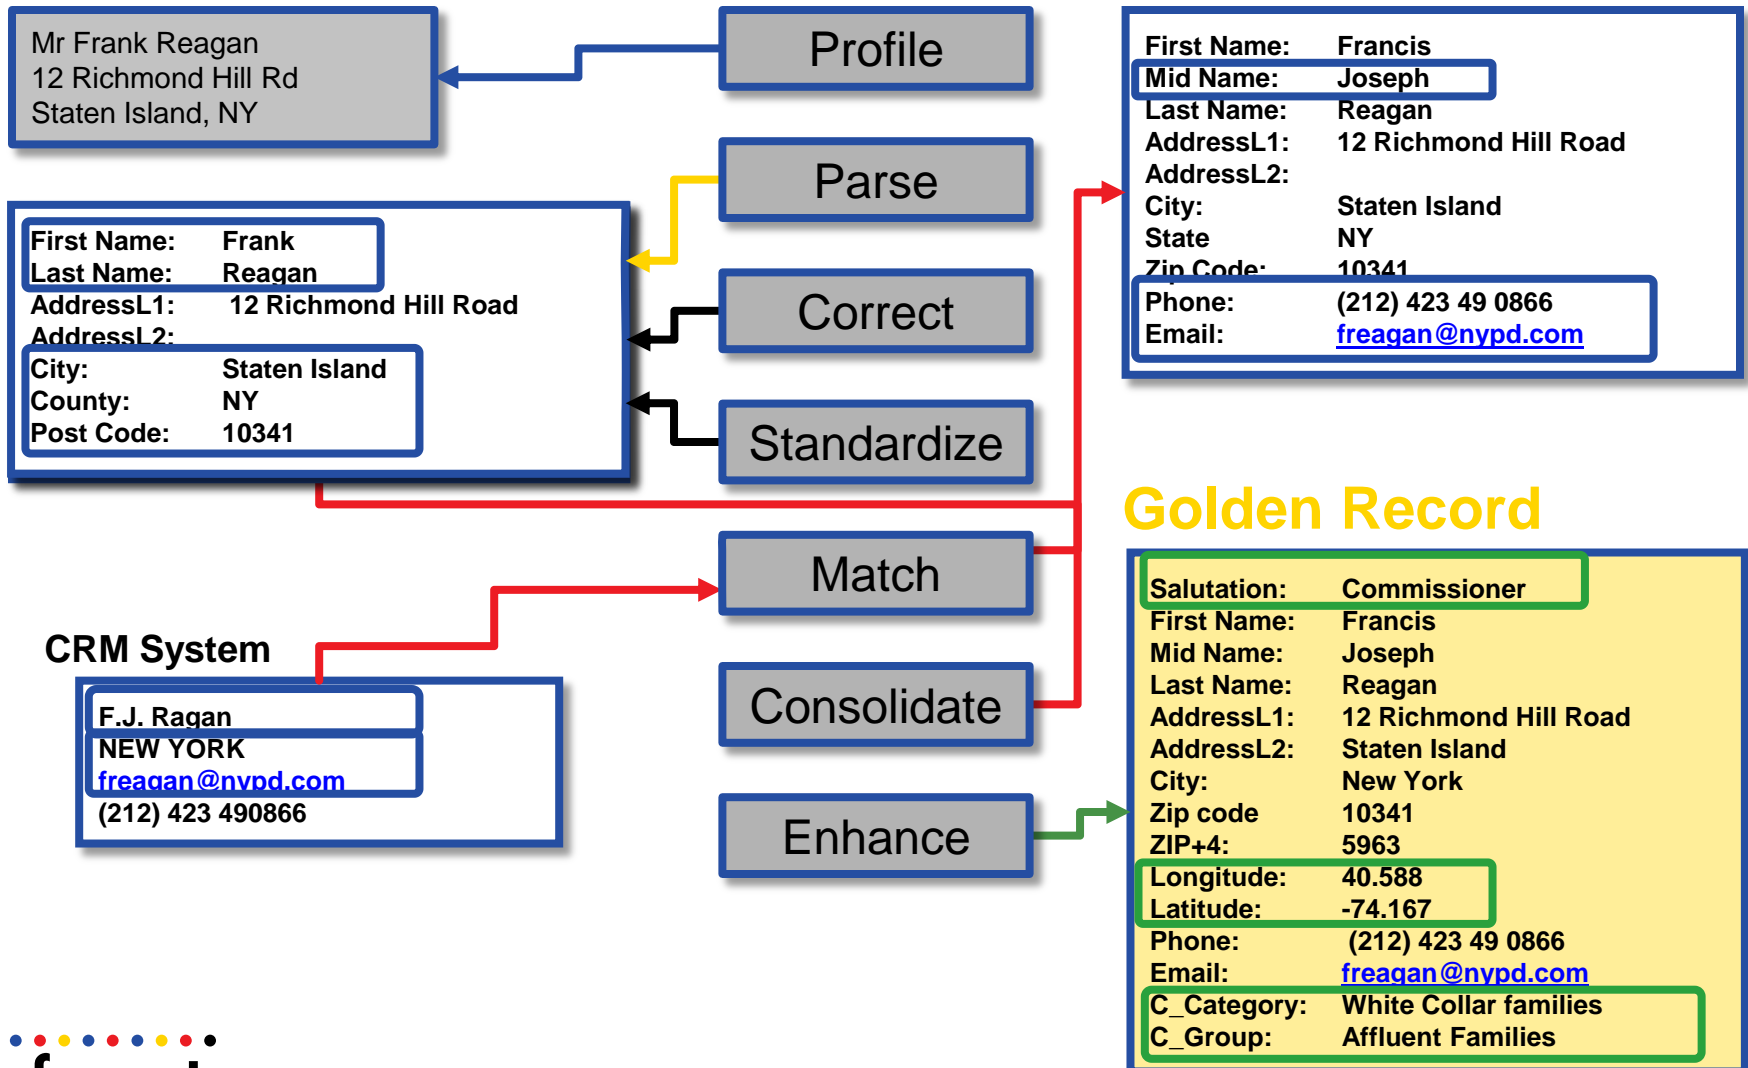 Mr Frank Reagan
12 Richmond Hill Rd
Staten Island, NY
Profile
Parse
Correct
Standardize
Match
Consolidate
Enhance
First Name: Frank
Last Name: Reagan
AddressL1: 12 Richmond Hill Road
AddressL2:
City: Staten Island
County: NY
Post Code: 10341
CRM System
F.J. Ragan
NEW YORK
freagan@nypd.com
(212) 423 490866
First Name: Francis
Mid Name: Joseph
Last Name: Reagan
AddressL1: 12 Richmond Hill Road
AddressL2:
City: Staten Island
State NY
Zip Code: 10341
Phone: (212) 423 49 0866
Email: freagan@nypd.com
Golden Record
Salutation: Commissioner
First Name: Francis
Mid Name: Joseph
Last Name: Reagan
AddressL1: 12 Richmond Hill Road
AddressL2: Staten Island
City: New York
Zip code 10341
ZIP+4: 5963
Longitude: 40.588
Latitude: -74.167
Phone: (212) 423 49 0866
Email: freagan@nypd.com
C_Category: White Collar families
C_Group: Affluent Families